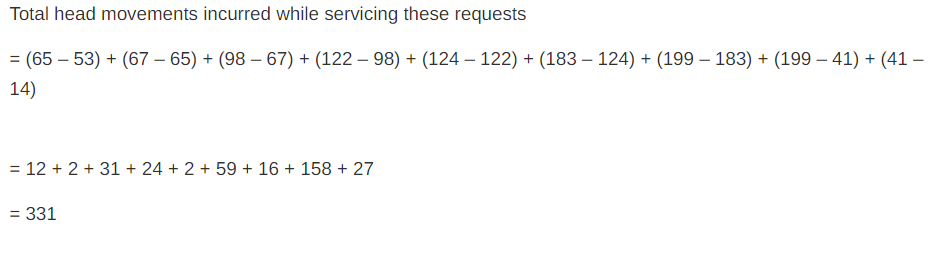 Total head movements incurred while servicing these requests
= (65 – 53) + (67 – 65) + (98 – 67) + (122 – 98) + (124 – 122) + (183 – 124) + (199 – 183) + (199 – 41) + (41 –
14)
= 12 + 2 + 31 + 24 + 2 + 59 + 16 + 158 + 27
= 331